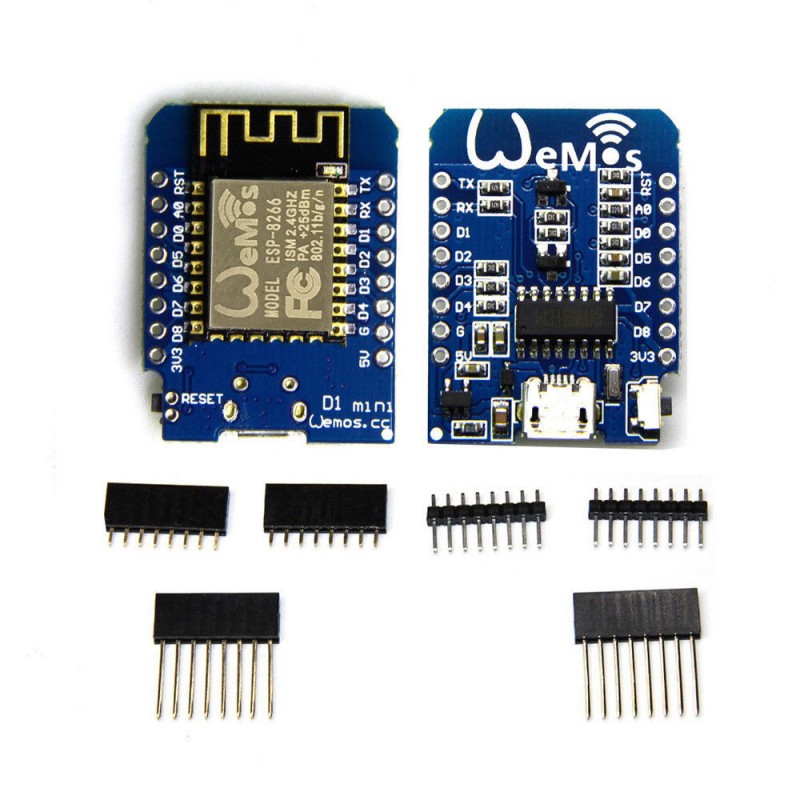 RST
A0
D0
D5
D6
D7
D8
3V3
TX
RX
D1
D2
D3
D4
G
5V
WeMos
MODEL ESP-8266
ISM 2.4GHZ
PA +25dBm
802.11b/g/n
FC
RESET
D1 mini
Wemos.cc
WeMos
TX
RX
D1
D2
D3
D4
G
5V
RST
A0
D0
D5
D6
D7
D8
3V3